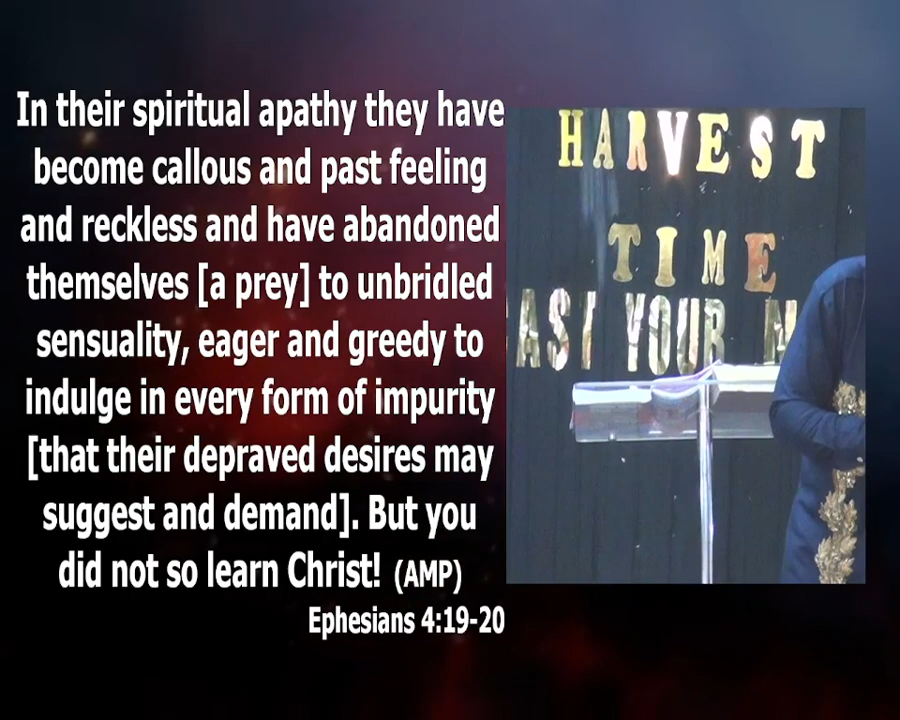 In their spiritual apathy they have
become callous and past feeling
and reckless and have abandoned
themselves [a prey] to unbridled
sensuality, eager and greedy to
indulge in every form of impurity
[that their depraved desires may
suggest and demand]. But you
did not so learn Christ! (AMP)
Ephesians 4:19-20
HARVEST
TIME
YOUR